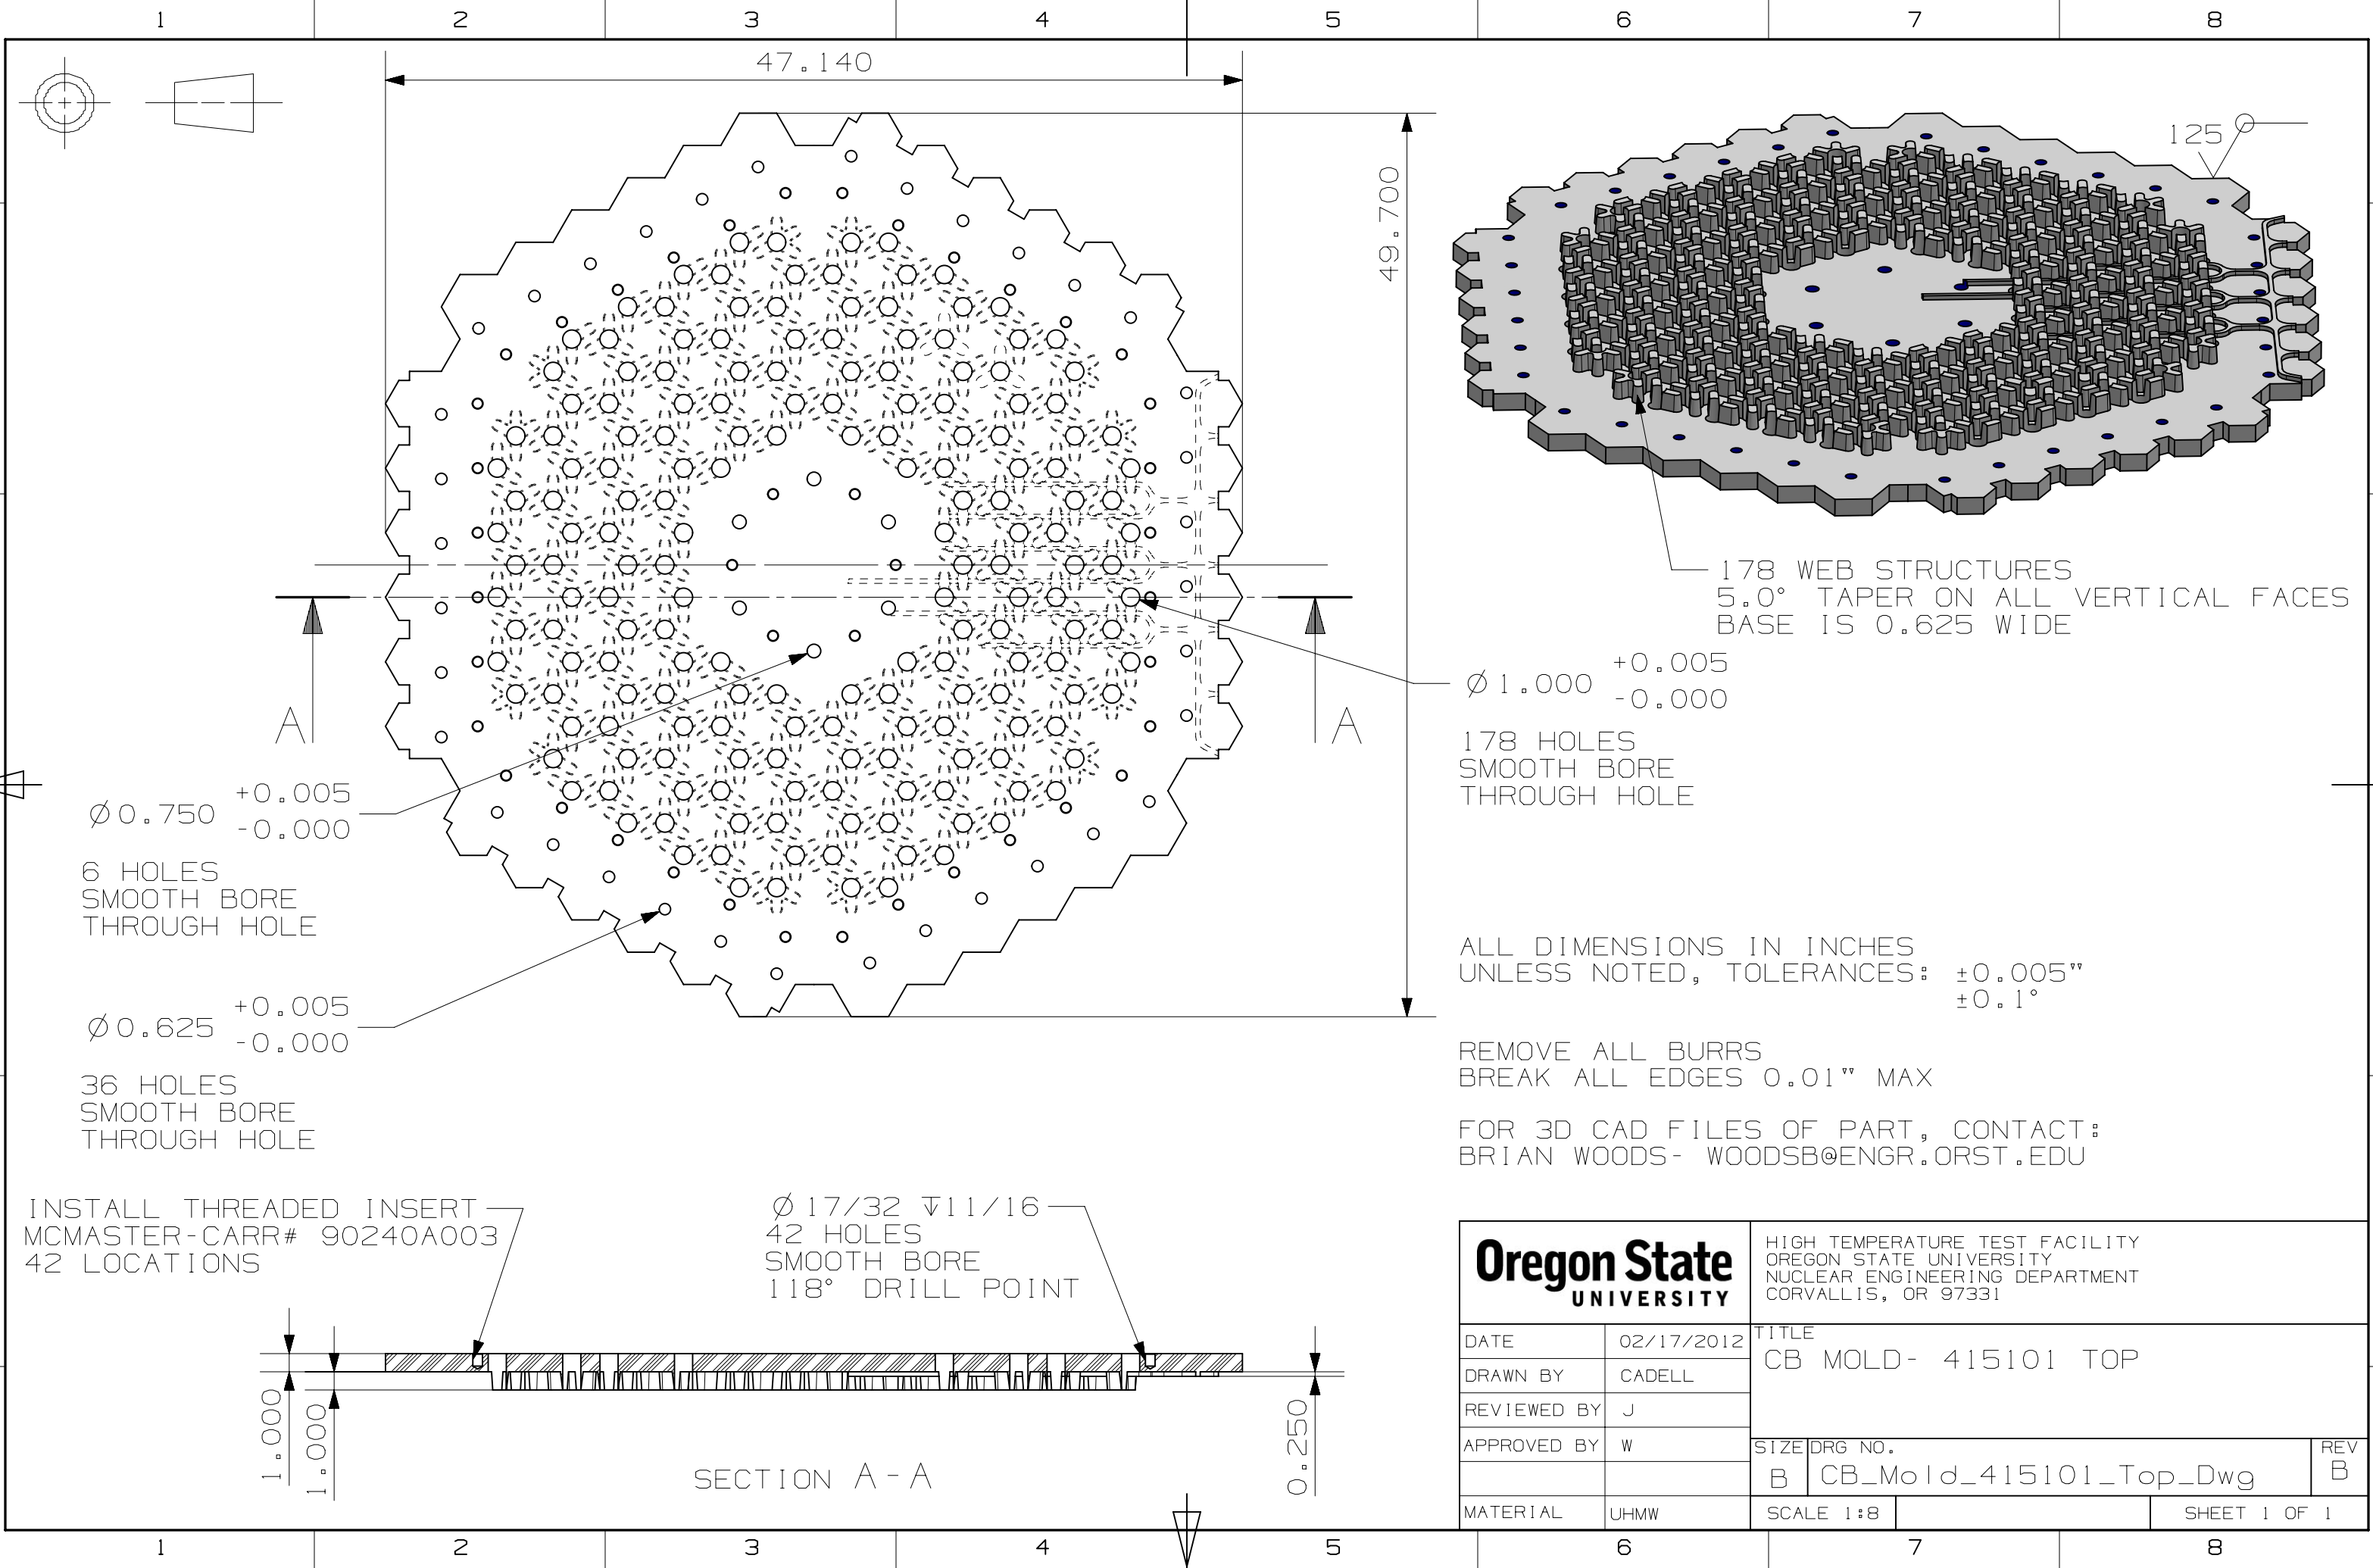 1 2 3 4 5 6 7 8
47.140
49.700
125
178 WEB STRUCTURES
5.0° TAPER ON ALL VERTICAL FACES
BASE IS 0.625 WIDE
Ø1.000 +0.005
-0.000
178 HOLES
SMOOTH BORE
THROUGH HOLE
A
A
Ø0.750 +0.005
-0.000
6 HOLES
SMOOTH BORE
THROUGH HOLE
Ø0.625 +0.005
-0.000
36 HOLES
SMOOTH BORE
THROUGH HOLE
ALL DIMENSIONS IN INCHES
UNLESS NOTED, TOLERANCES: ±0.005"
±0.1°
REMOVE ALL BURRS
BREAK ALL EDGES 0.01" MAX
FOR 3D CAD FILES OF PART, CONTACT:
BRIAN WOODS- WOODSB@ENGR.ORST.EDU
INSTALL THREADED INSERT
MCMASTER-CARR# 90240A003
42 LOCATIONS
Ø17/32 ↧11/16
42 HOLES
SMOOTH BORE
118° DRILL POINT
1.000
1.000
0.250
SECTION A-A
Oregon State
UNIVERSITY
HIGH TEMPERATURE TEST FACILITY
OREGON STATE UNIVERSITY
NUCLEAR ENGINEERING DEPARTMENT
CORVALLIS, OR 97331
DATE 02/17/2012
DRAWN BY CADELL
REVIEWED BY J
APPROVED BY W
MATERIAL UHMW
TITLE
CB MOLD- 415101 TOP
SIZE
B
DRG NO.
CB_Mold_415101_Top_Dwg
REV
B
SCALE 1:8
SHEET 1 OF 1
1 2 3 4 5 6 7 8